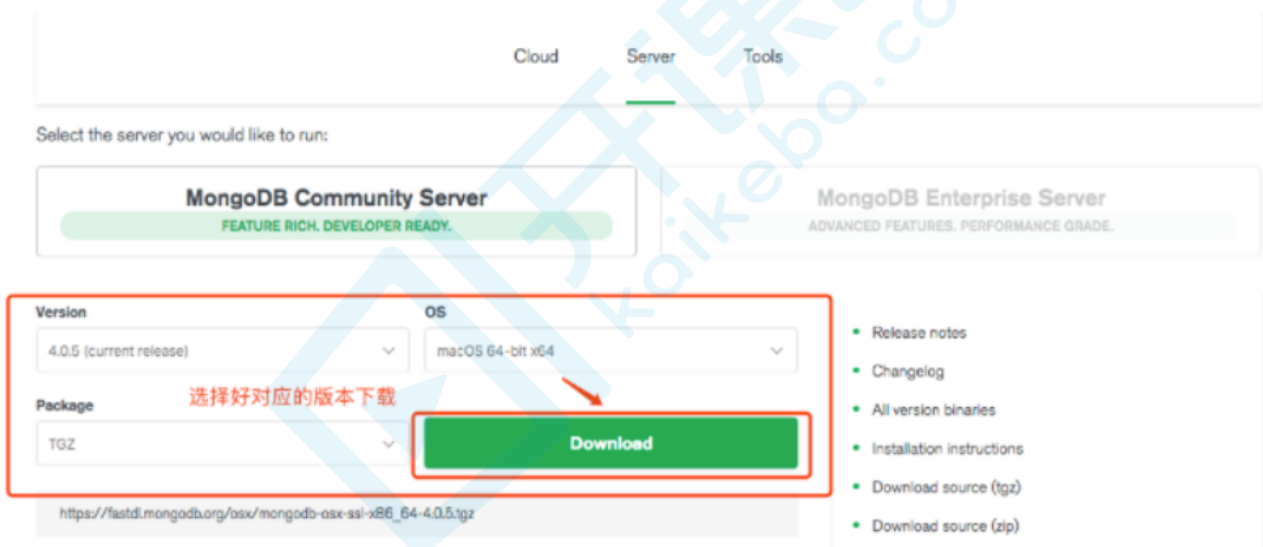 Cloud Server Tools
Select the server you would like to run:
MongoDB Community Server
FEATURE RICH. DEVELOPER READY.
MongoDB Enterprise Server
ADVANCED FEATURES. PERFORMANCE GRADE.
Version
4.0.5 (current release)
OS
macOS 64-bit x64
选择好对应的版本下载
Package
TGZ
Download
https://fastdl.mongodb.org/osx/mongodb-osx-ssl-x86_64-4.0.5.tgz
Release notes
Changelog
All version binaries
Installation instructions
Download source (tgz)
Download source (zip)
开课
kaikeba.co